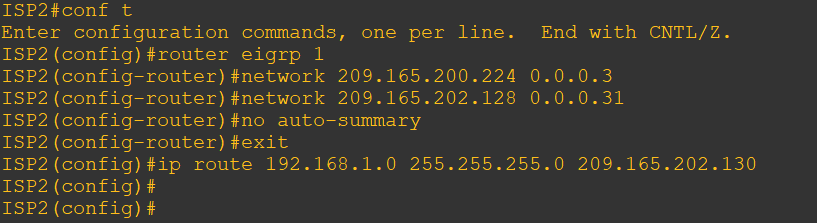 ISP2#conf t
Enter configuration commands, one per line.  End with CNTL/Z.
ISP2(config)#router eigrp 1
ISP2(config-router)#network 209.165.200.224 0.0.0.3
ISP2(config-router)#network 209.165.202.128 0.0.0.31
ISP2(config-router)#no auto-summary
ISP2(config-router)#exit
ISP2(config)#ip route 192.168.1.0 255.255.255.0 209.165.202.130
ISP2(config)#
ISP2(config)#